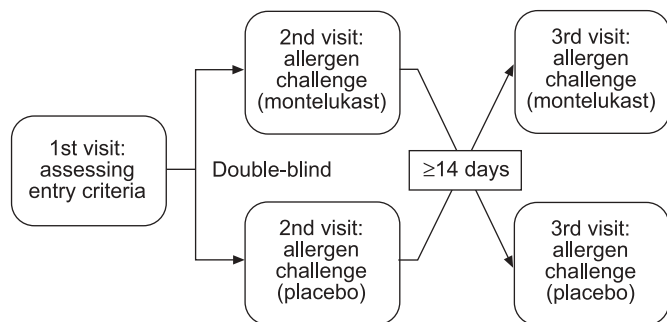 1st visit:
assessing
entry criteria
2nd visit:
allergen
challenge
(montelukast)
Double-blind
2nd visit:
allergen
challenge
(placebo)
≥14 days
3rd visit:
allergen
challenge
(montelukast)
3rd visit:
allergen
challenge
(placebo)